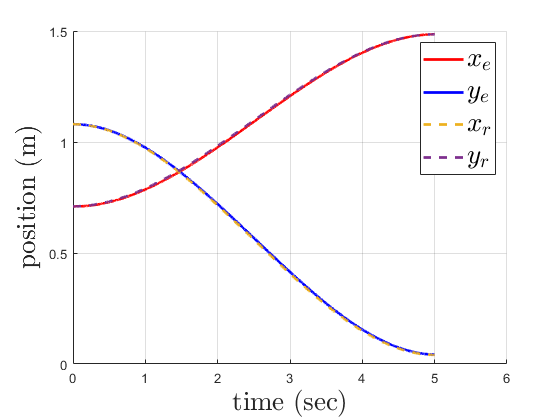 1.5
1
0.5
0
0 1 2 3 4 5 6
position (m)
time (sec)
x_e
y_e
x_r
y_r